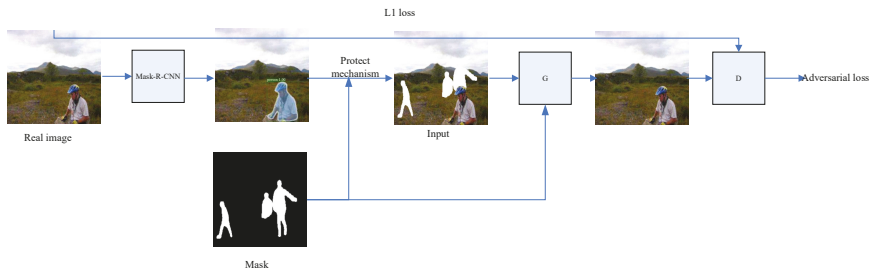 L1 loss
Mask-R-CNN
Protect
mechanism
G
D
Adversarial loss
Real image
Input
Mask